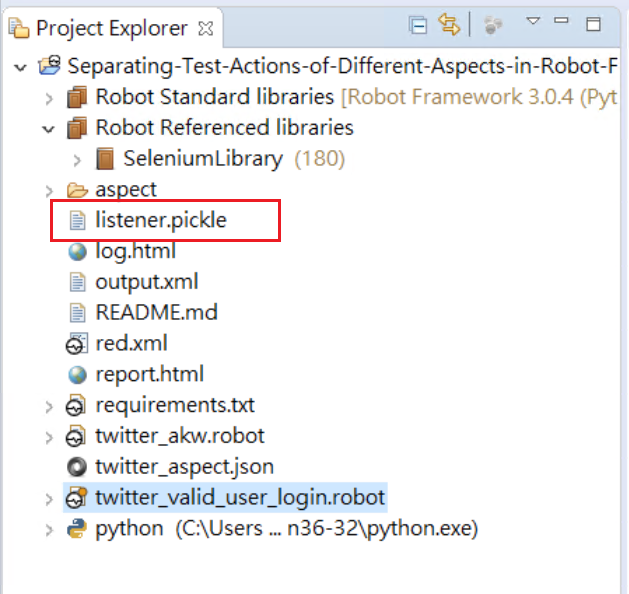 Project Explorer
Separating-Test-Actions-of-Different-Aspects-in-Robot-F
Robot Standard libraries [Robot Framework 3.0.4 (Pyt
Robot Referenced libraries
SeleniumLibrary (180)
aspect
listener.pickle
log.html
output.xml
README.md
red.xml
report.html
requirements.txt
twitter_akw.robot
twitter_aspect.json
twitter_valid_user_login.robot
python (C:\Users ... n36-32\python.exe)